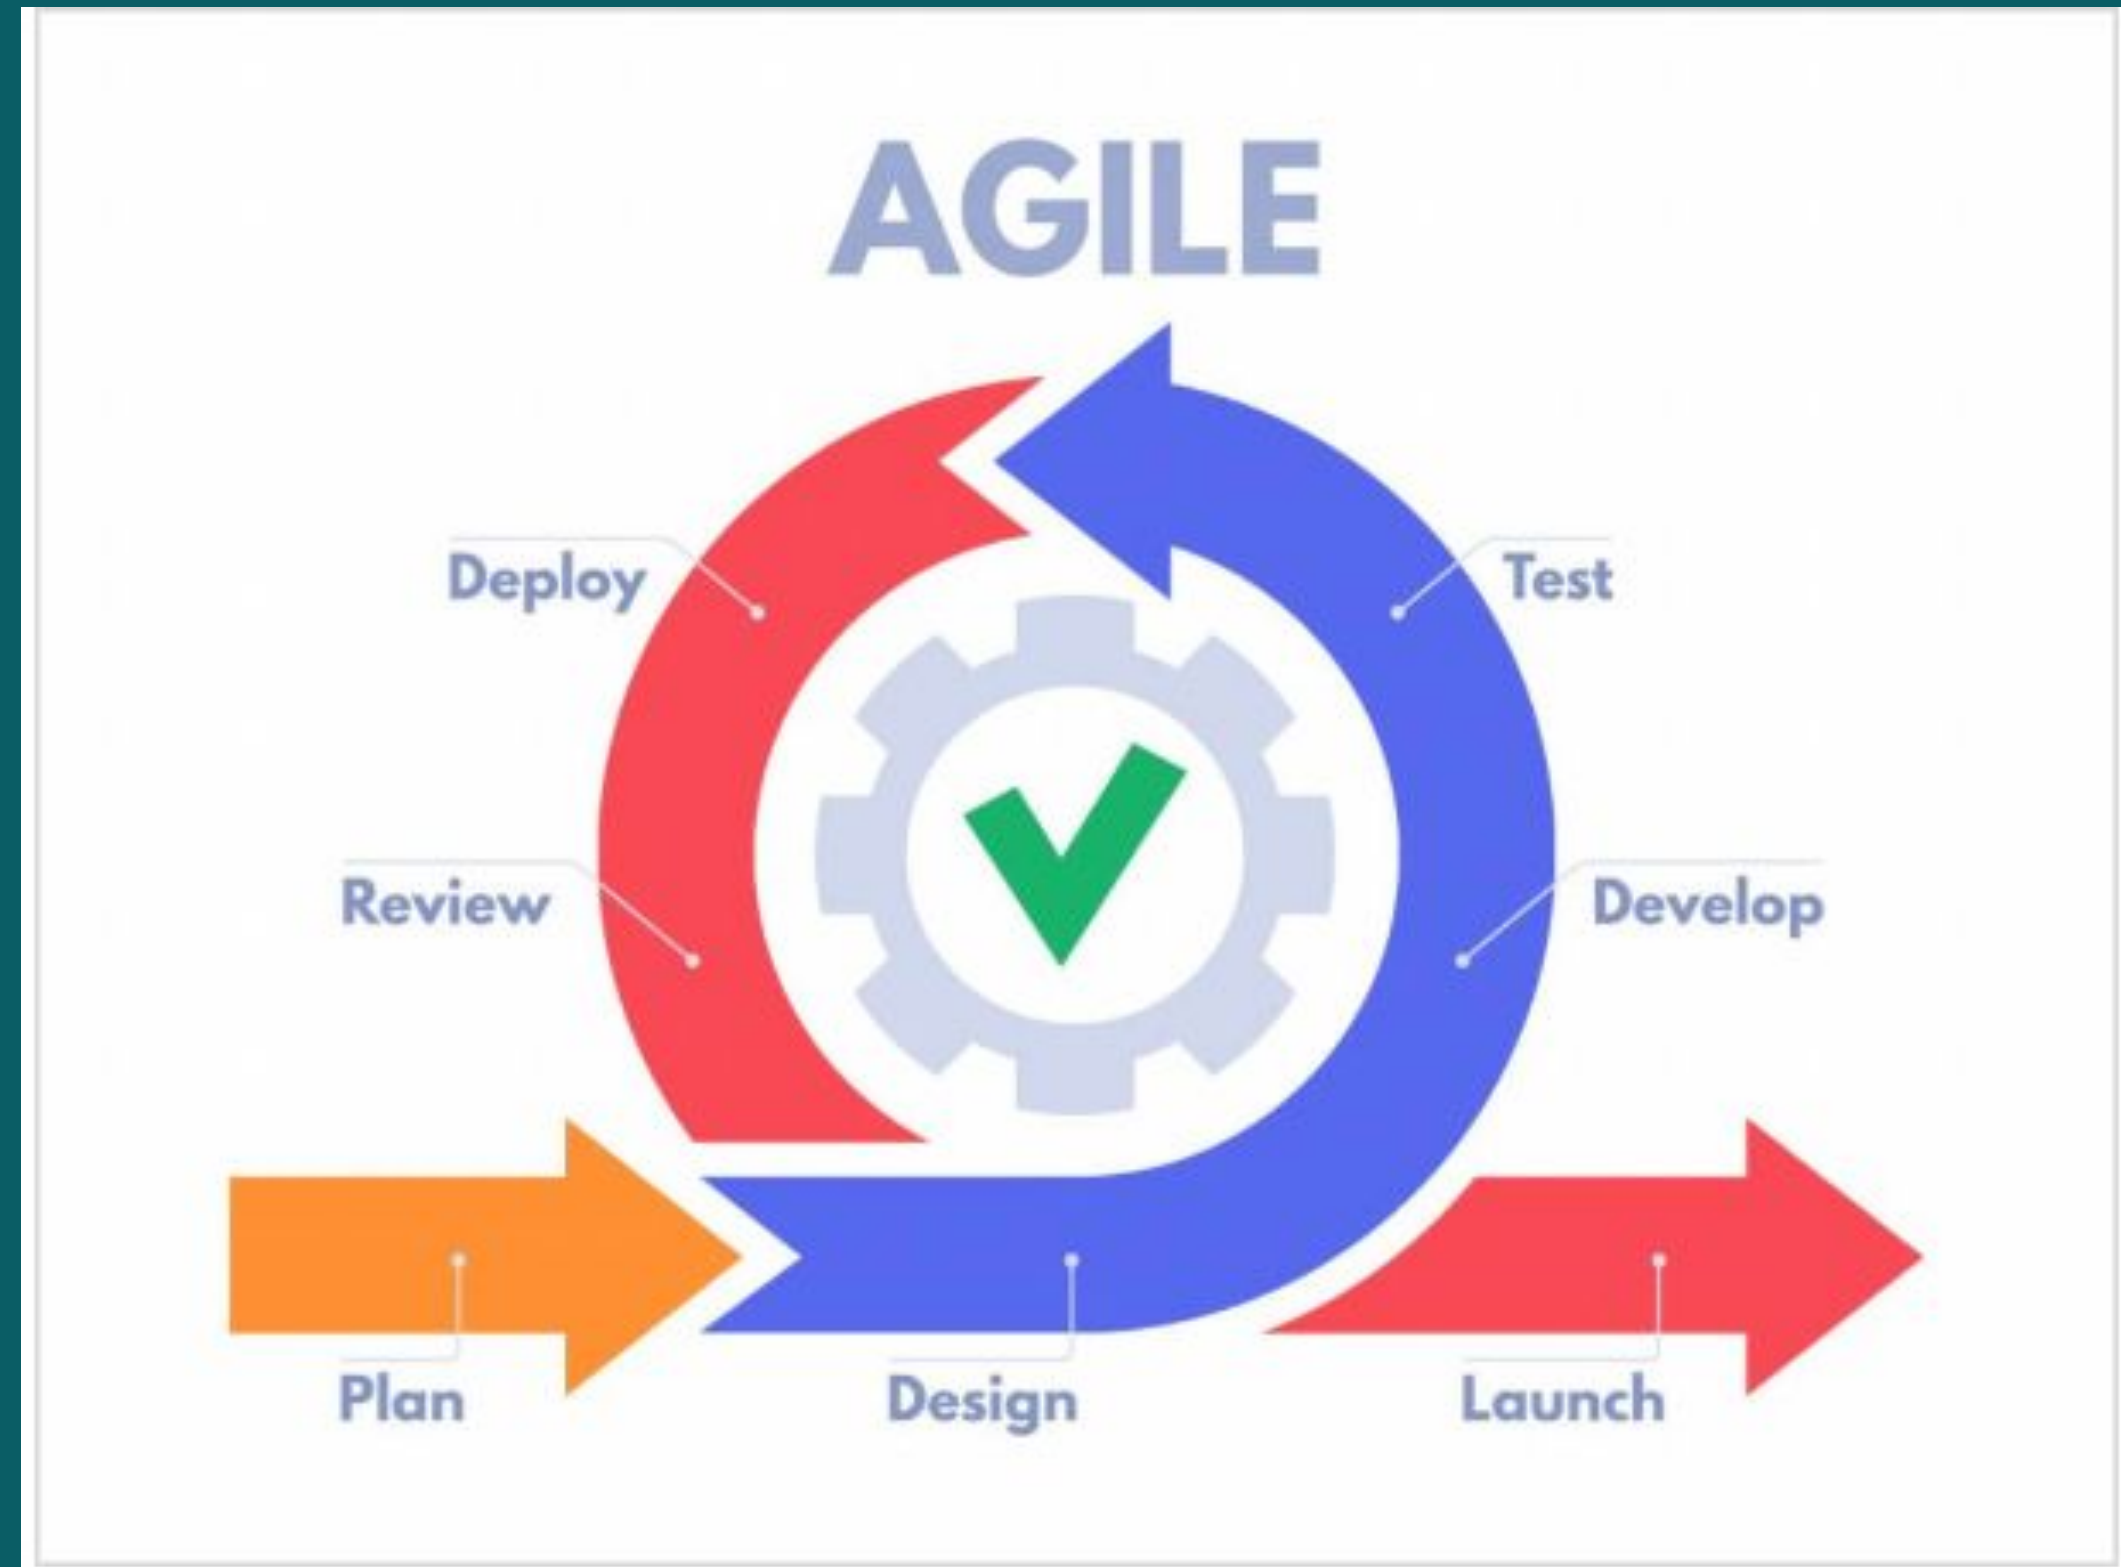 AGILE
Deploy
Test
Review
Develop
Plan
Design
Launch